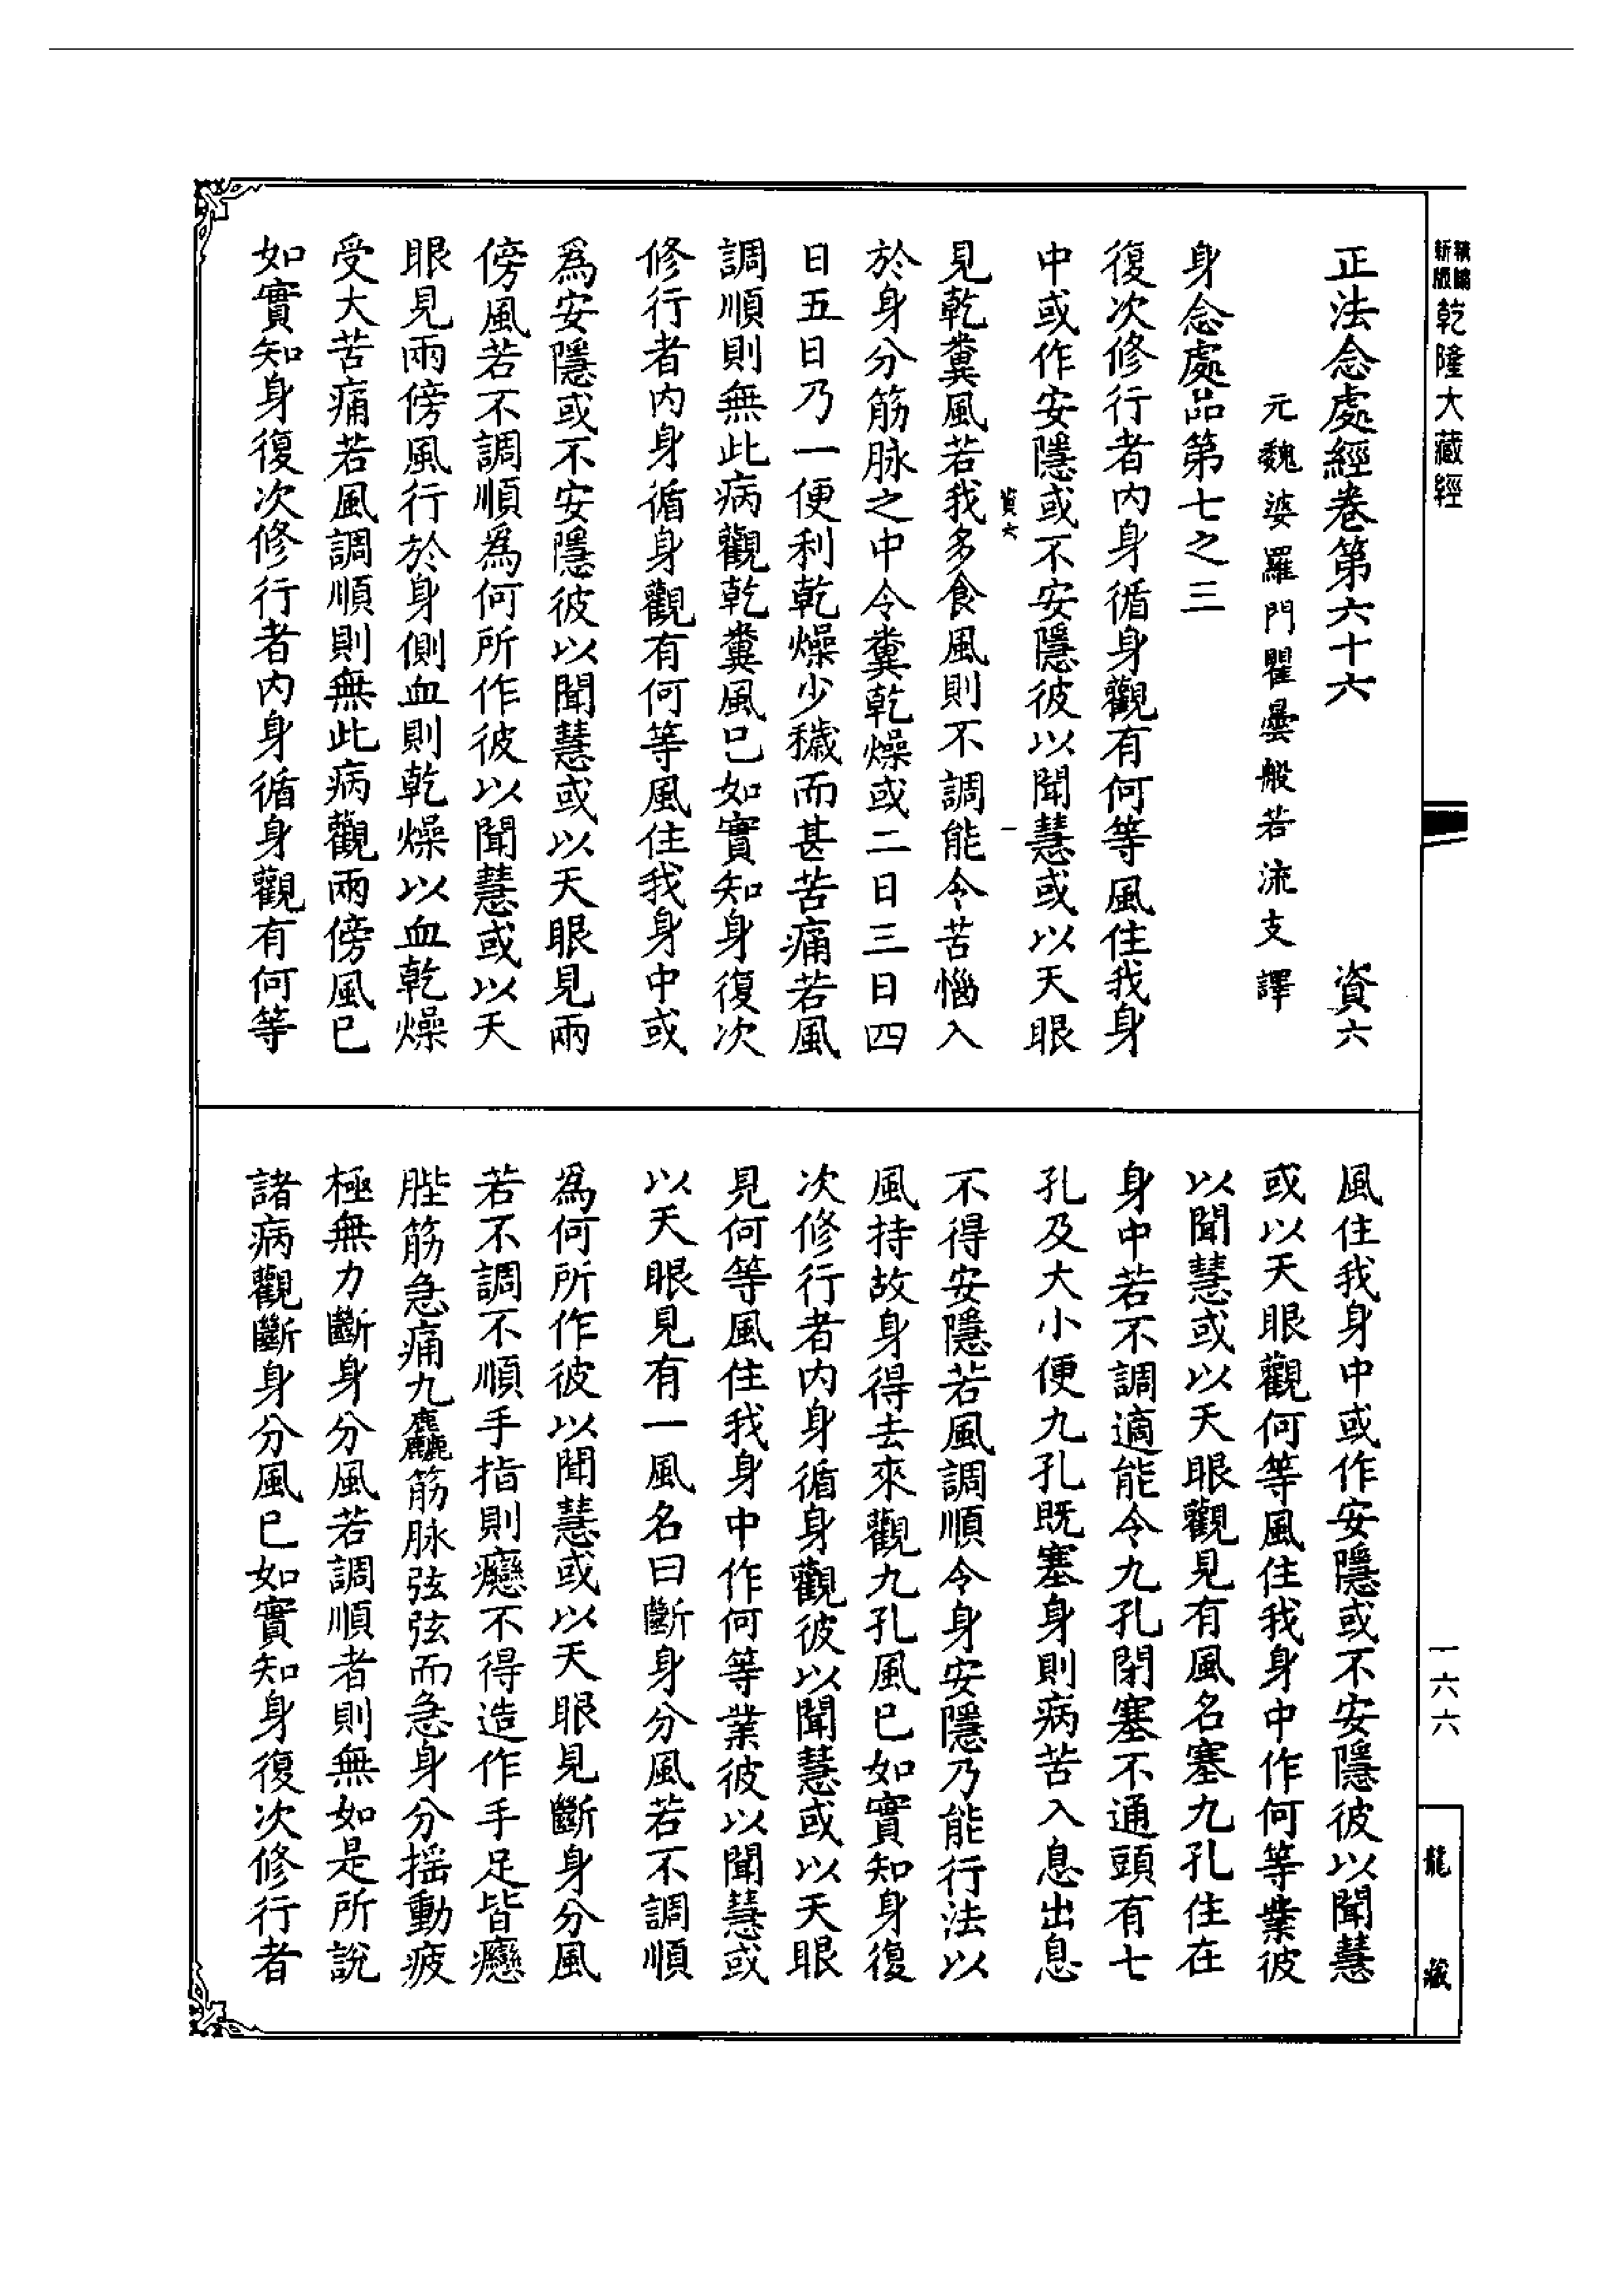 新編
新版
乾隆大藏經
正法念處經卷第六十六 資六
元魏婆羅門瞿曇般若流支譯
身念處品第七之三
復次修行者內身循身觀有何等風住我身
中或作安隱或不安隱彼以聞慧或以天眼
資六 一
見乾糞風若我多食風則不調能令苦惱入
於身分筋脉之中令糞乾燥或二日三日四
日五日乃一便利乾燥少穢而甚苦痛若風
調順則無此病觀乾糞風已如實知身復次
修行者內身循身觀有何等風住我身中或
為安隱或不安隱彼以聞慧或以天眼見兩
傍風若不調順為何所作彼以聞慧或以天
眼見兩傍風行於身側血則乾燥以血乾燥
受大苦痛若風調順則無此病觀兩傍風已
如實知身復次修行者內身循身觀有何等
風住我身中或作安隱或不安隱彼以聞慧
或以天眼觀何等風住我身中作何等業彼
以聞慧或以天眼觀見有風名塞九孔住在
身中若不調適能令九孔閉塞不通頭有七
孔及大小便九孔既塞身則病苦入息出息
不得安隱若風調順令身安隱乃能行法以
風持故身得去來觀九孔風已如實知身復
次修行者內身循身觀彼以聞慧或以天眼
見何等風住我身中作何等業彼以聞慧或
以天眼見有一風名曰斷身分風若不調順
為何所作彼以聞慧或以天眼見斷身分風
若不調不順手指則癴不得造作手足皆癴
脞筋急痛九麤筋脉弦弦而急身分搖動疲
極無力斷身分風若調順者則無如是所說
諸病觀斷身分風已如實知身復次修行者
一六六
龍藏